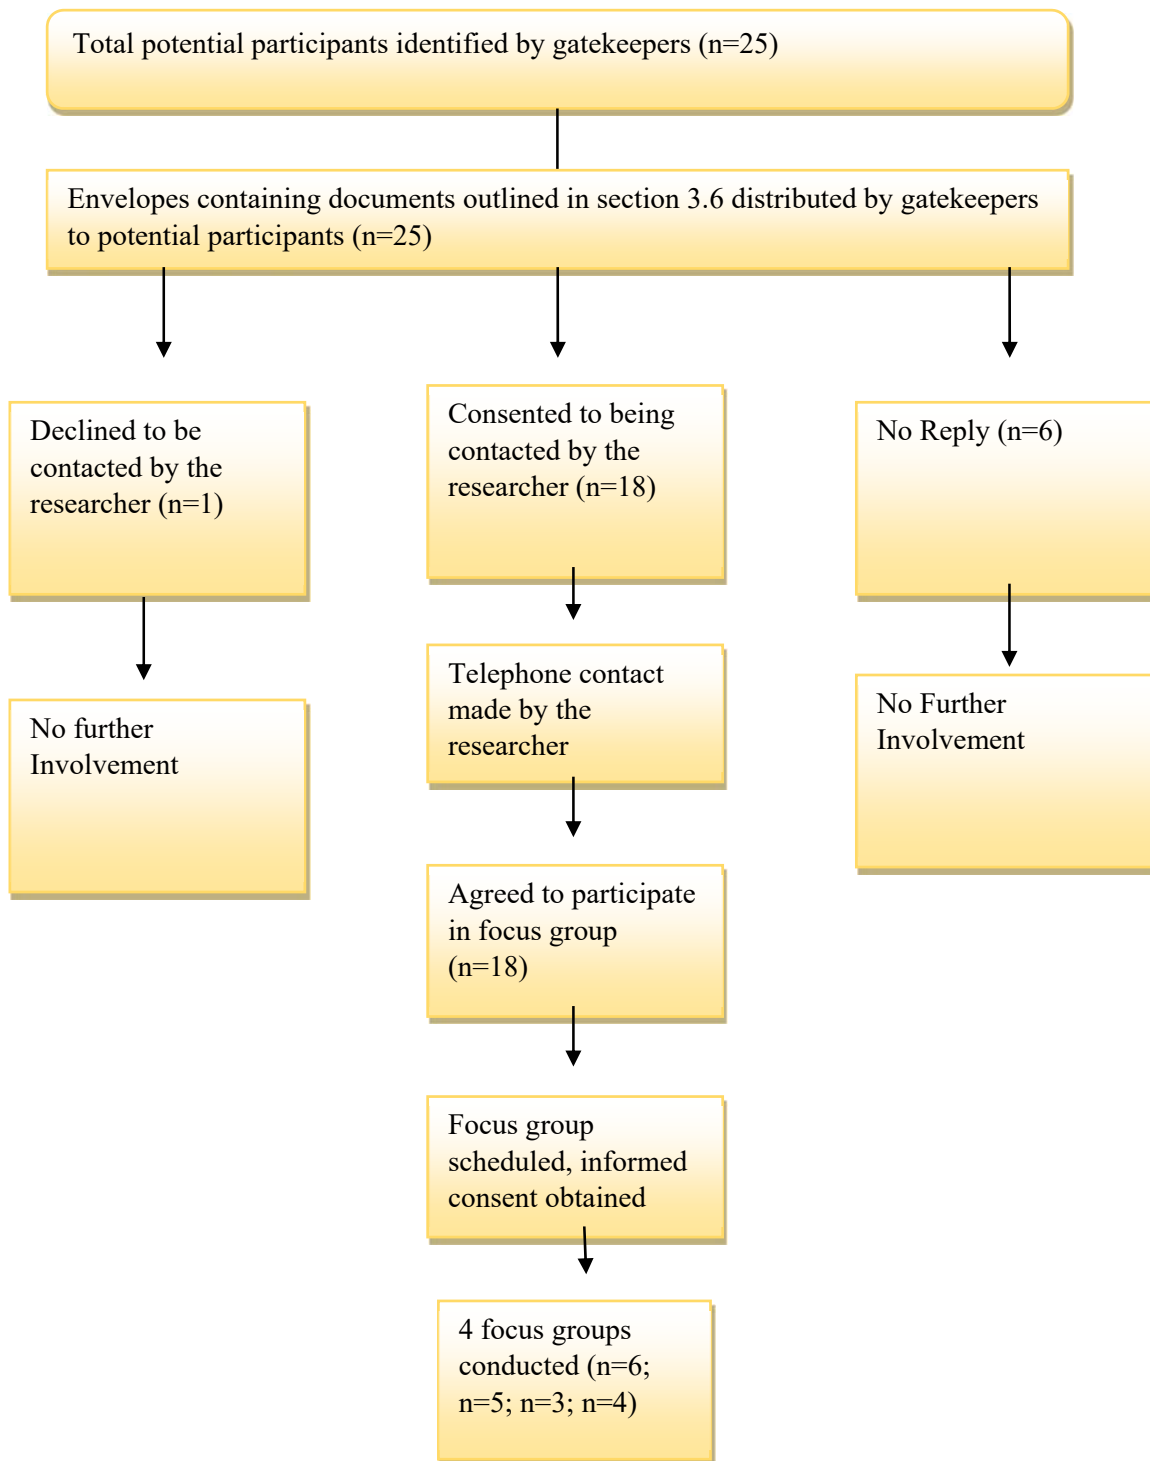 Total potential participants identified by gatekeepers (n=25)
Envelopes containing documents outlined in section 3.6 distributed by gatekeepers
to potential participants (n=25)
Declined to be
contacted by the
researcher (n=1)
Consented to being
contacted by the
researcher (n=18)
No Reply (n=6)
No further
Involvement
Telephone contact
made by the
researcher
No Further
Involvement
Agreed to participate
in focus group
(n=18)
Focus group
scheduled, informed
consent obtained
4 focus groups
conducted (n=6;
n=5; n=3; n=4)